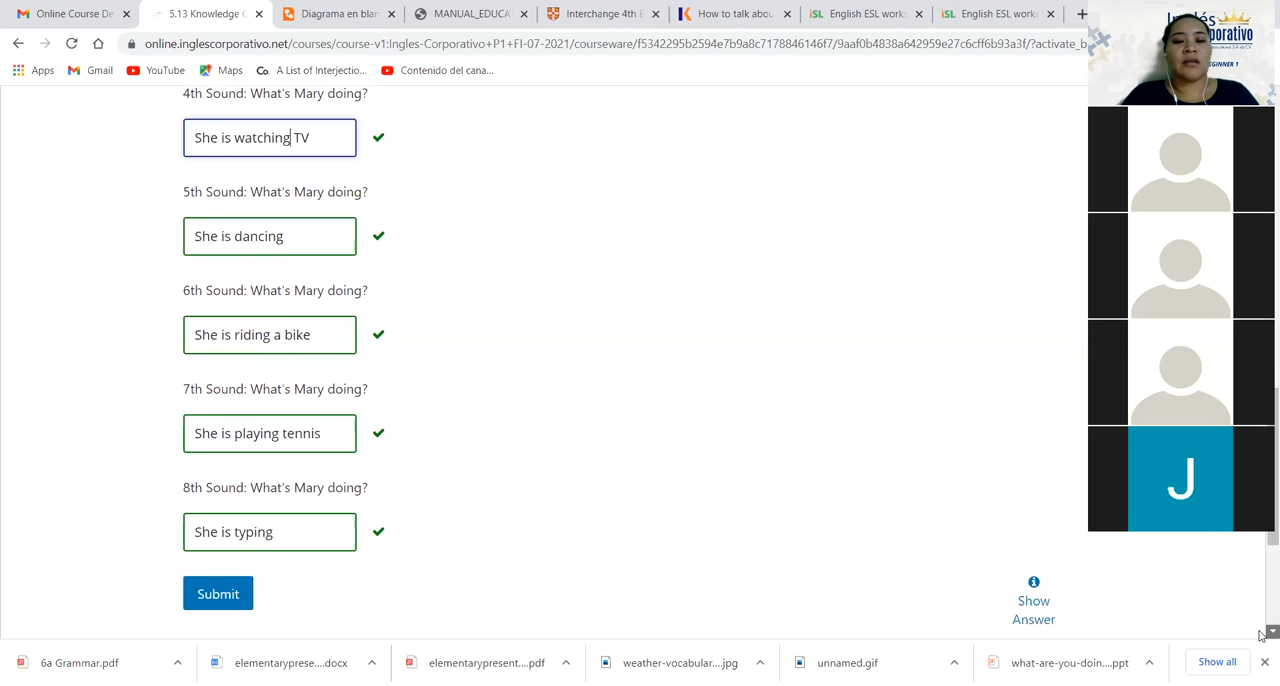 Online Course De
5.13 Knowledge C
Diagrama en blan
MANUAL_EDUCA
Interchange 4th E
How to talk abou
English ESL works
English ESL works
online.inglescorporativo.net/courses/course-v1:Ingles-Corporativo+P1+FI-07-2021/courseware/f5342295b2594e7b9a8c7178846146f7/9aaf0b4838a642959e27c6cff6b93a3f/?activate_b
Apps
Gmail
YouTube
Maps
Co. A List of Interjectio...
Contenido del cana...
4th Sound: What's Mary doing?
She is watching TV
5th Sound: What's Mary doing?
She is dancing
6th Sound: What's Mary doing?
She is riding a bike
7th Sound: What's Mary doing?
She is playing tennis
8th Sound: What's Mary doing?
She is typing
Submit
Show
Answer
Inglés
J
6a Grammar.pdf
elementaryprese....docx
elementarypresent....pdf
weather-vocabular....jpg
unnamed.gif
what-are-you-doin....ppt
Show all